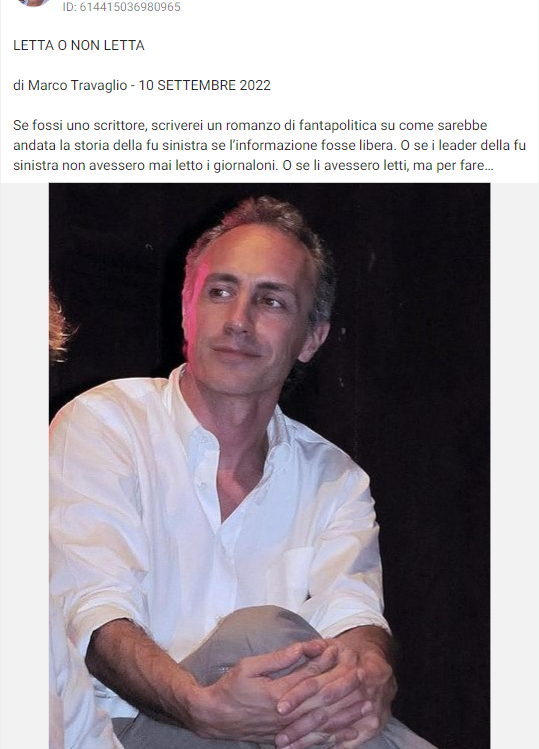 ID: 614415036980965
LETTA O NON LETTA
di Marco Travaglio - 10 SETTEMBRE 2022
Se fossi uno scrittore, scriverei un romanzo di fantapolitica su come sarebbe
andata la storia della fu sinistra se l’informazione fosse libera. O se i leader della fu
sinistra non avessero mai letto i giornaloni. O se li avessero letti, ma per fare…